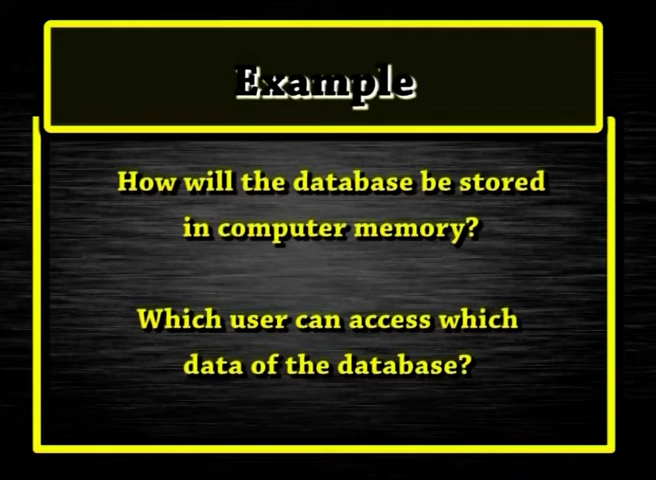 Example
How will the database be stored
in computer memory?
Which user can access which
data of the database?